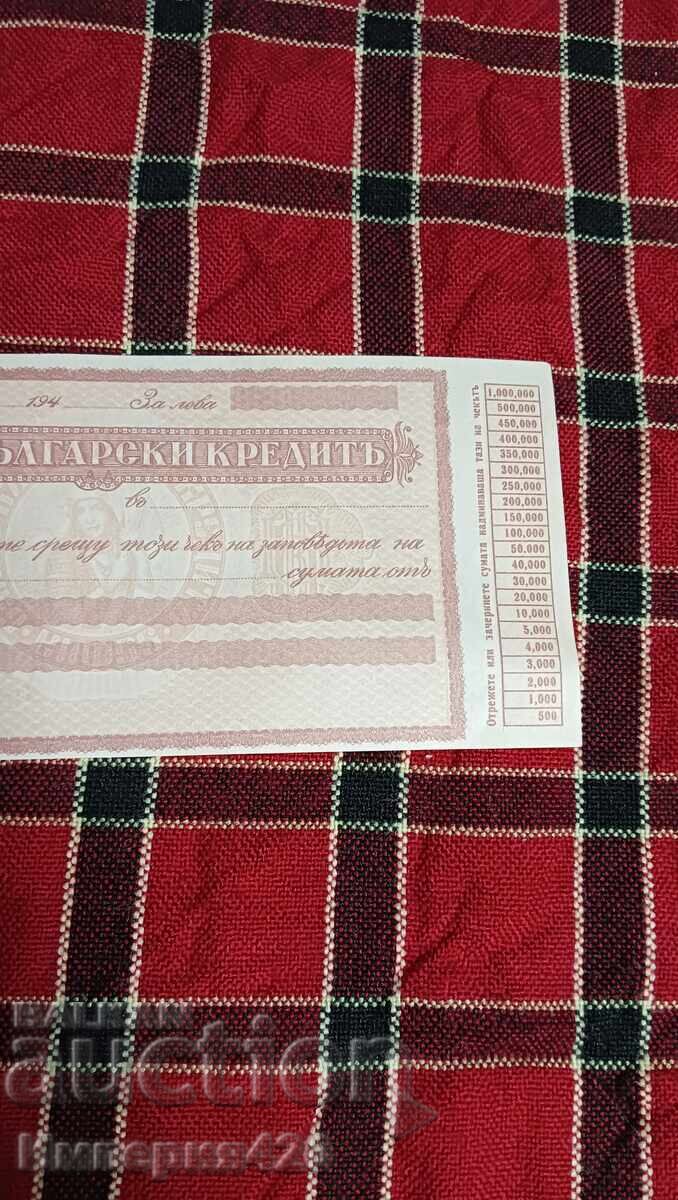 194 За лева
БЪЛГАРСКИ КРЕДИТЪ
въ
срещу този чекъ на заповѣдьта на
сумата отъ
Отрежете или зачеркнете сумата надминаваща тази на чекътъ
1,000,000
500,000
450,000
400,000
350,000
300,000
250,000
200,000
150,000
100,000
50,000
40,000
30,000
20,000
10,000
5,000
4,000
3,000
2,000
1,000
500
BALKAN
auction
Империя420